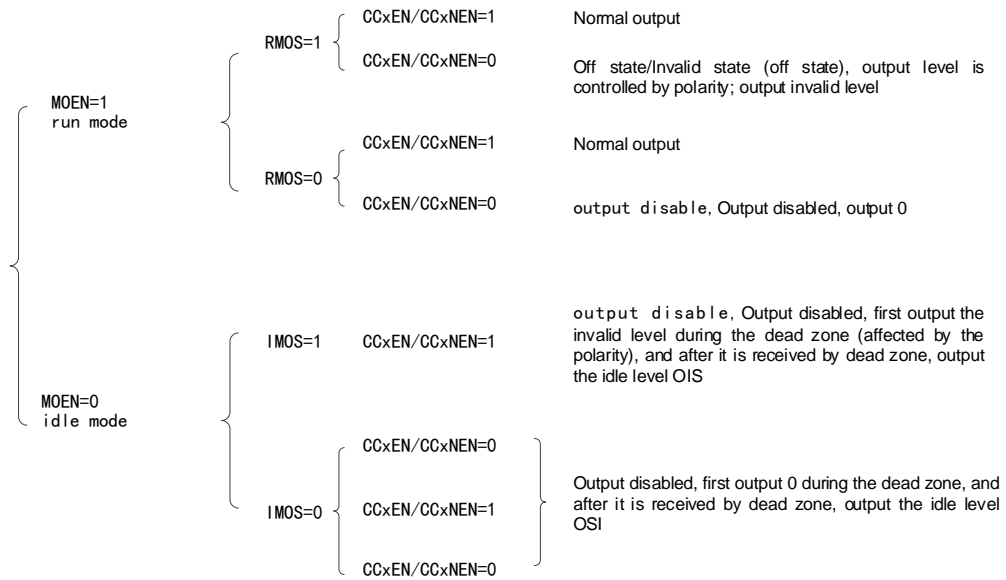 CCxEN/CCxNEN=1 Normal output
RMOS=1
CCxEN/CCxNEN=0 Off state/Invalid state (off state), output level is
controlled by polarity; output invalid level
MOEN=1
run mode
CCxEN/CCxNEN=1 Normal output
RMOS=0
CCxEN/CCxNEN=0 output disable, Output disabled, output 0
output disable, Output disabled, first output the
IMOS=1 CCxEN/CCxNEN=1 invalid level during the dead zone (affected by the
polarity), and after it is received by dead zone, output
the idle level OIS
MOEN=0
idle mode
CCxEN/CCxNEN=0
Output disabled, first output 0 during the dead zone, and
IMOS=0 CCxEN/CCxNEN=1 after it is received by dead zone, output the idle level
OSI
CCxEN/CCxNEN=0